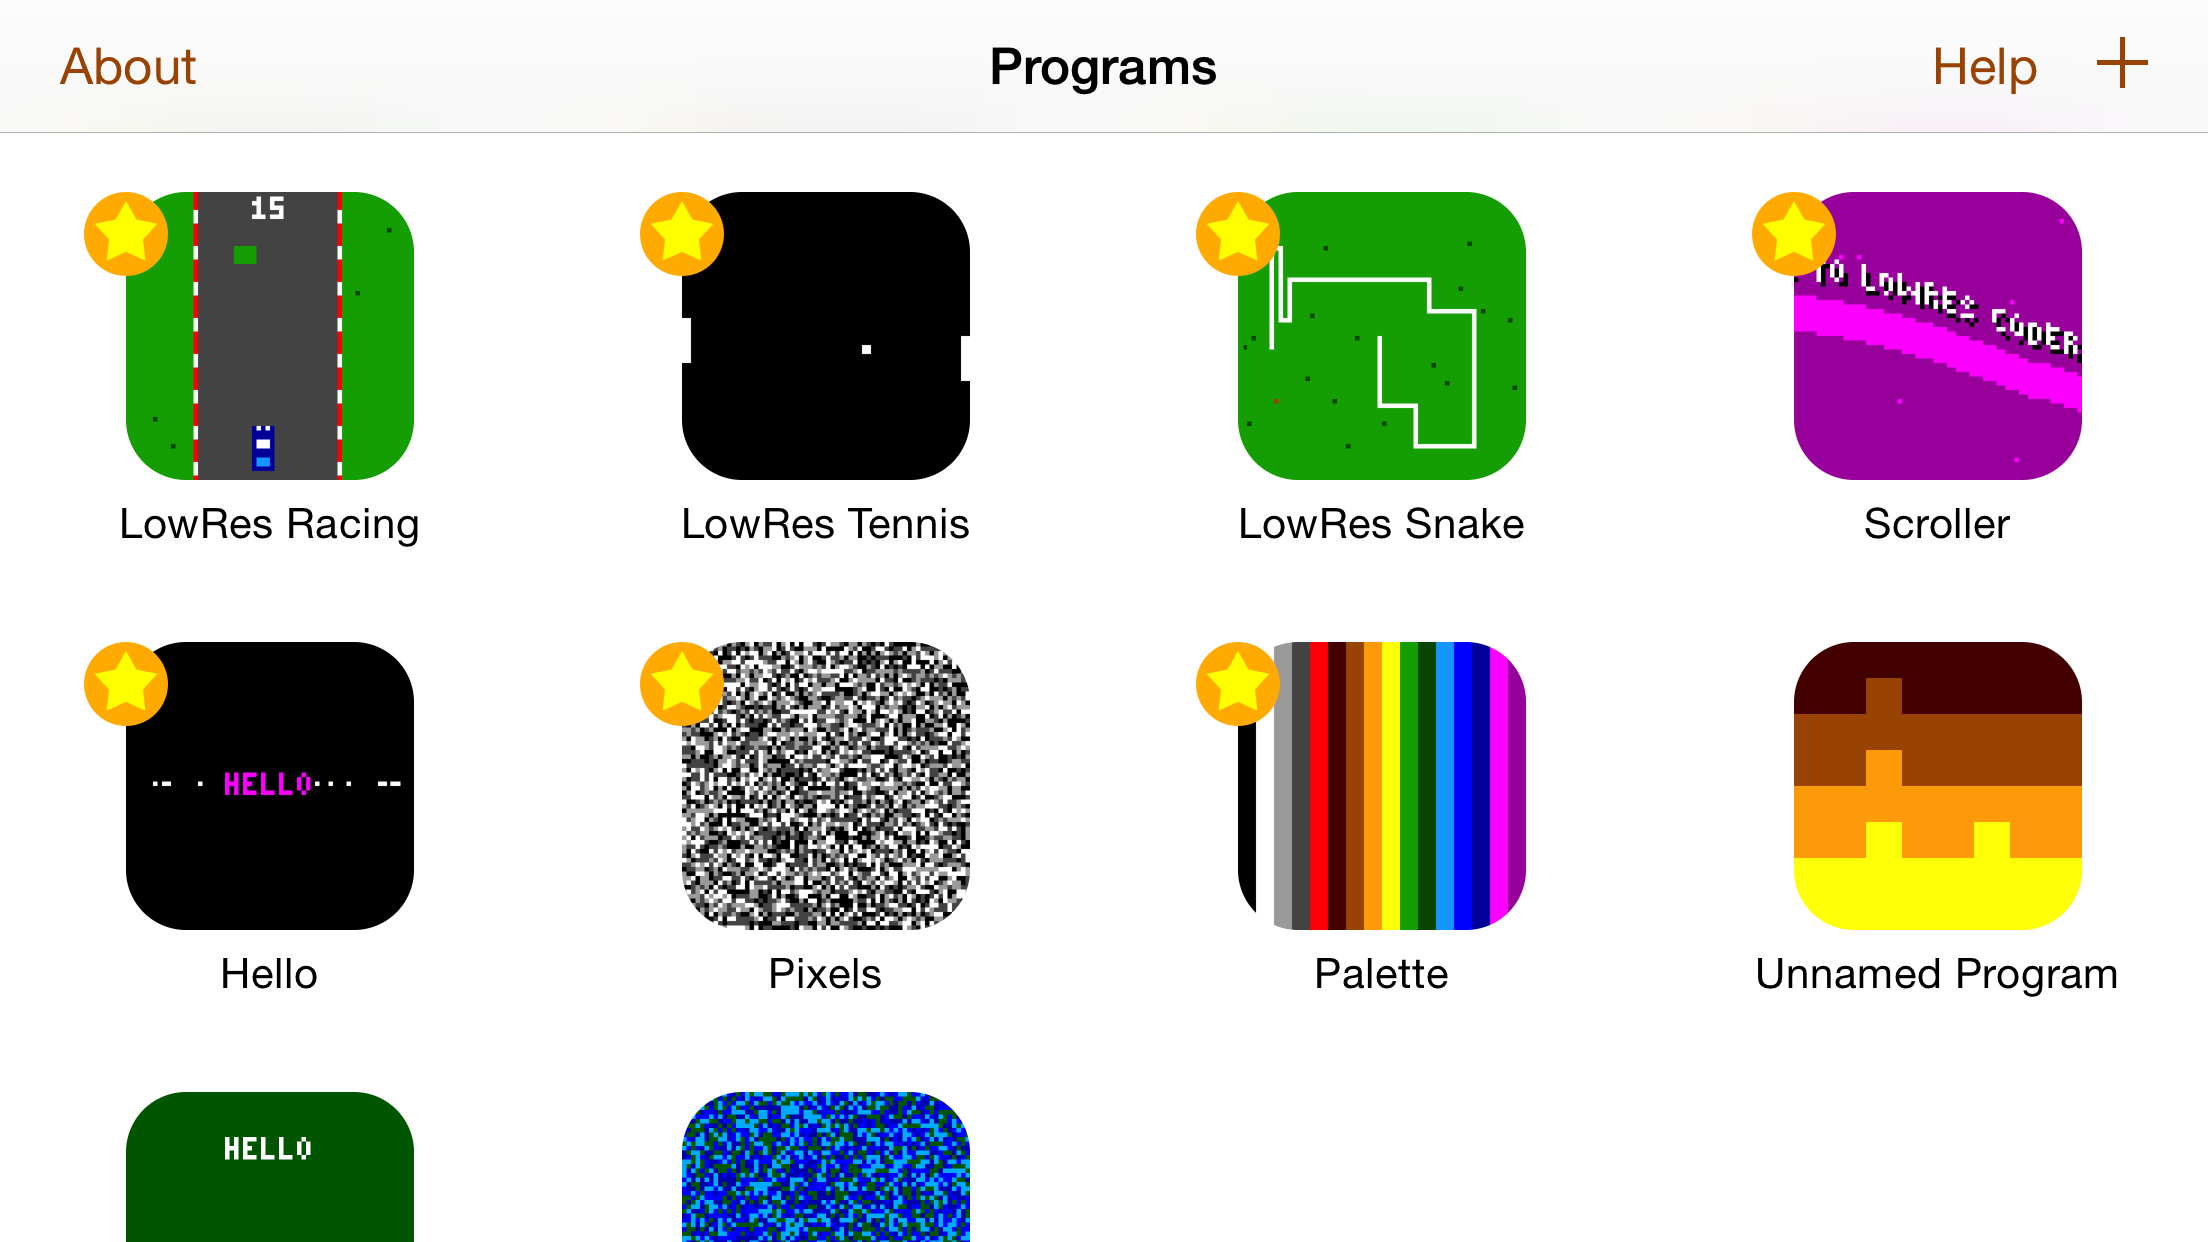 About Programs Help
15
TO LOWRES CODER
LowRes Racing LowRes Tennis LowRes Snake Scroller
HELLO
Hello Pixels Palette Unnamed Program
HELLO